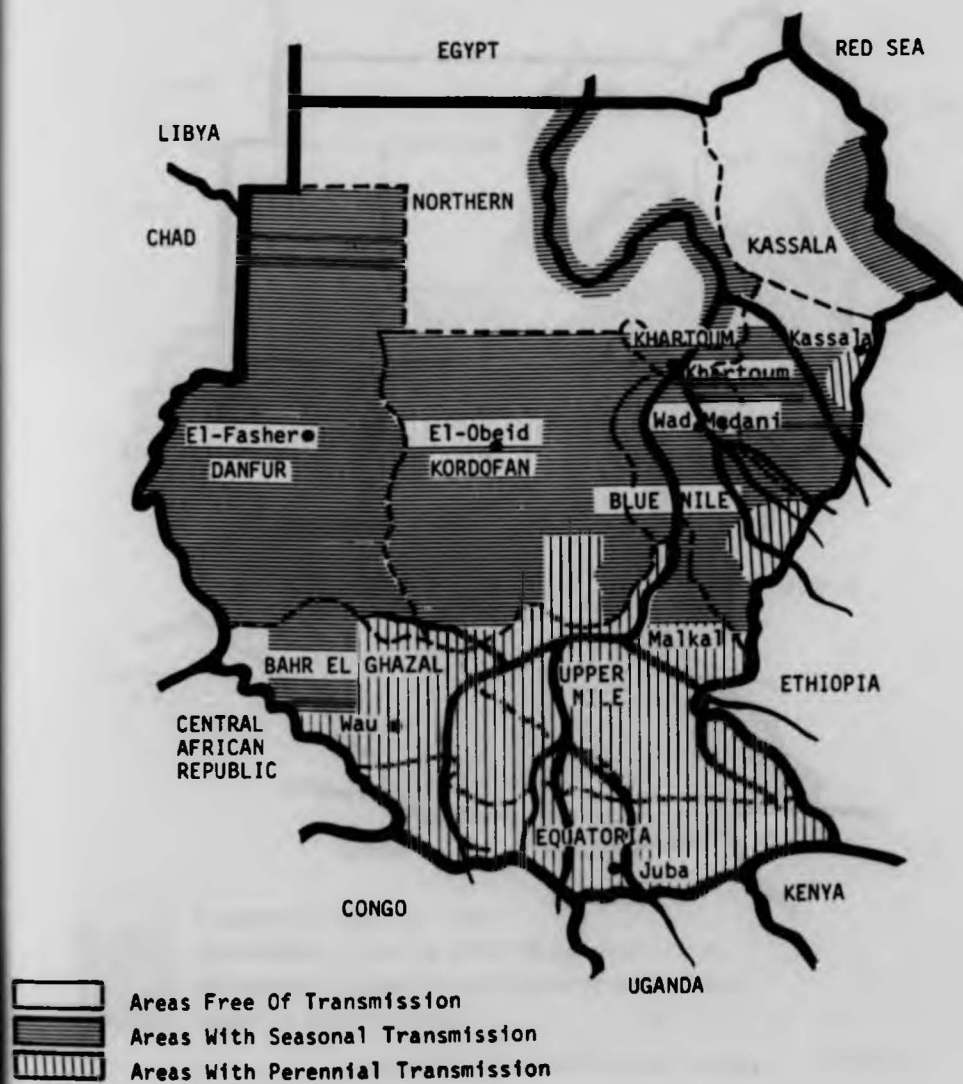 EGYPT
RED SEA
LIBYA
NORTHERN
CHAD
KASSALA
KHARTOUM
Kassala
Khartoum
Wad Medani
El-Fasher
El-Obeid
DANFUR
KORDOFAN
BLUE NILE
Malkal
BAHR EL GHAZAL
UPPER
ETHIOPIA
CENTRAL
AFRICAN
REPUBLIC
Wau
EQUATORIA
Juba
KENYA
CONGO
UGANDA
Areas Free Of Transmission
Areas With Seasonal Transmission
Areas With Perennial Transmission